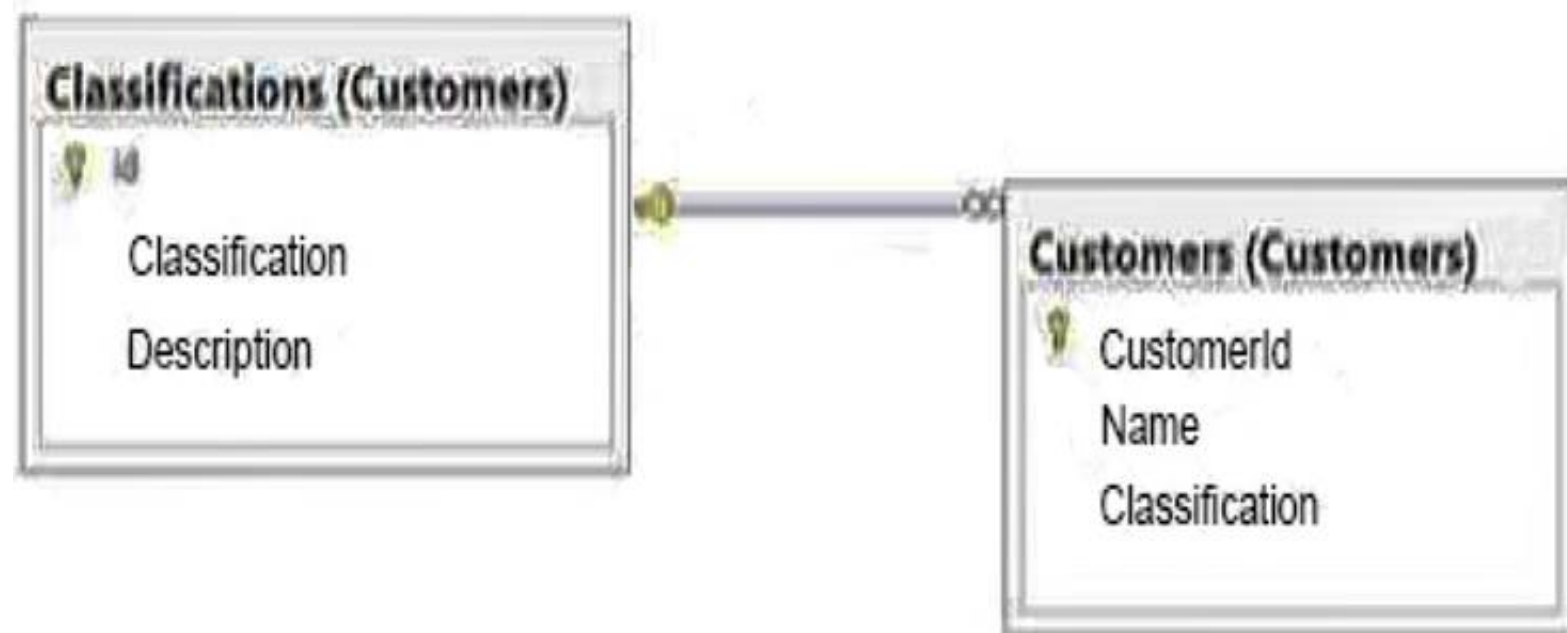 Classifications (Customers)
Id
Classification
Description
Customers (Customers)
CustomerId
Name
Classification